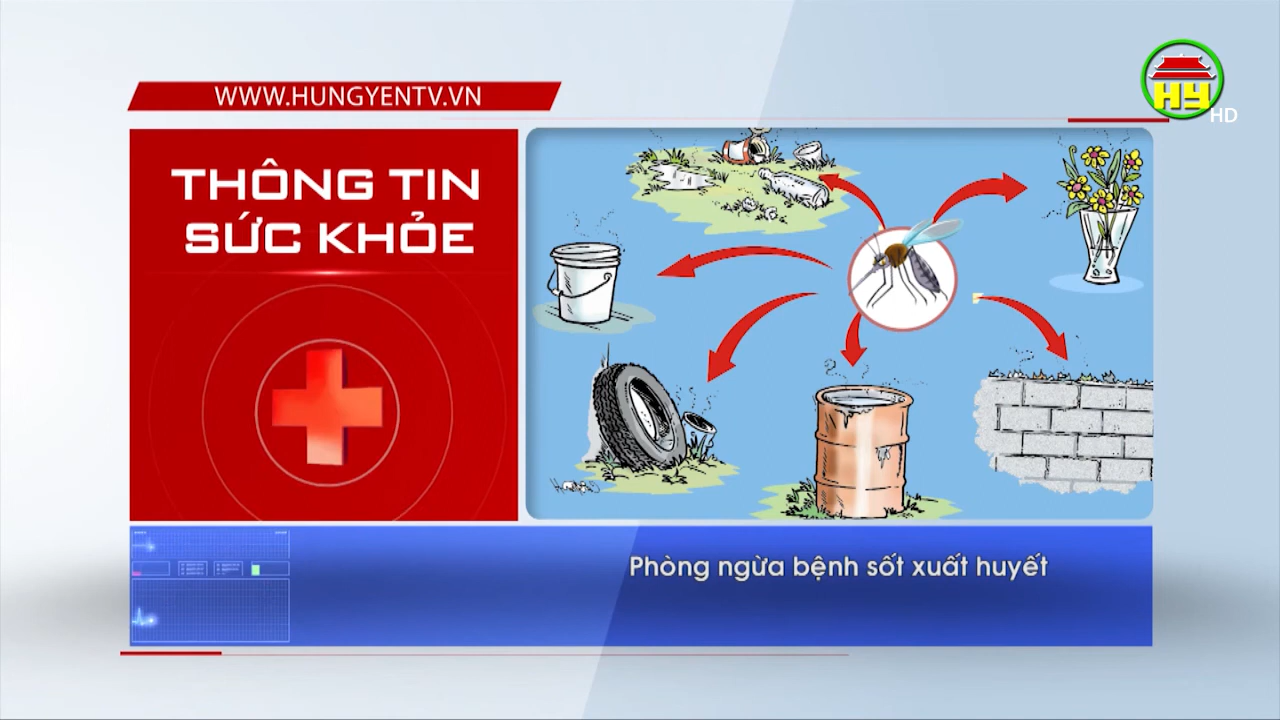 WWW.HUNGYENTV.VN
HY
HD
THÔNG TIN
SỨC KHỎE
Phòng ngừa bệnh sốt xuất huyết